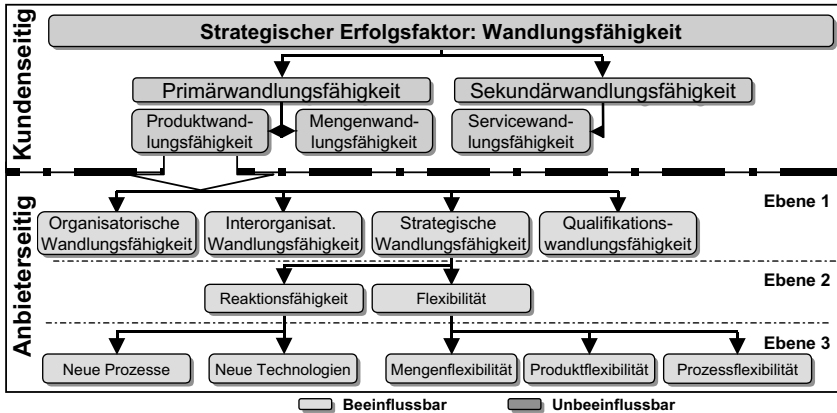 Kundenseitig
Strategischer Erfolgsfaktor: Wandlungsfähigkeit
Primärwandlungsfähigkeit
Sekundärwandlungsfähigkeit
Produktwand-
lungsfähigkeit
Mengenwand-
lungsfähigkeit
Servicewand-
lungsfähigkeit
Anbieterseitig
Ebene 1
Organisatorische
Wandlungsfähigkeit
Interorganisat.
Wandlungsfähigkeit
Strategische
Wandlungsfähigkeit
Qualifikations-
wandlungsfähigkeit
Ebene 2
Reaktionsfähigkeit
Flexibilität
Ebene 3
Neue Prozesse
Neue Technologien
Mengenflexibilität
Produktflexibilität
Prozessflexibilität
Beeinflussbar
Unbeeinflussbar